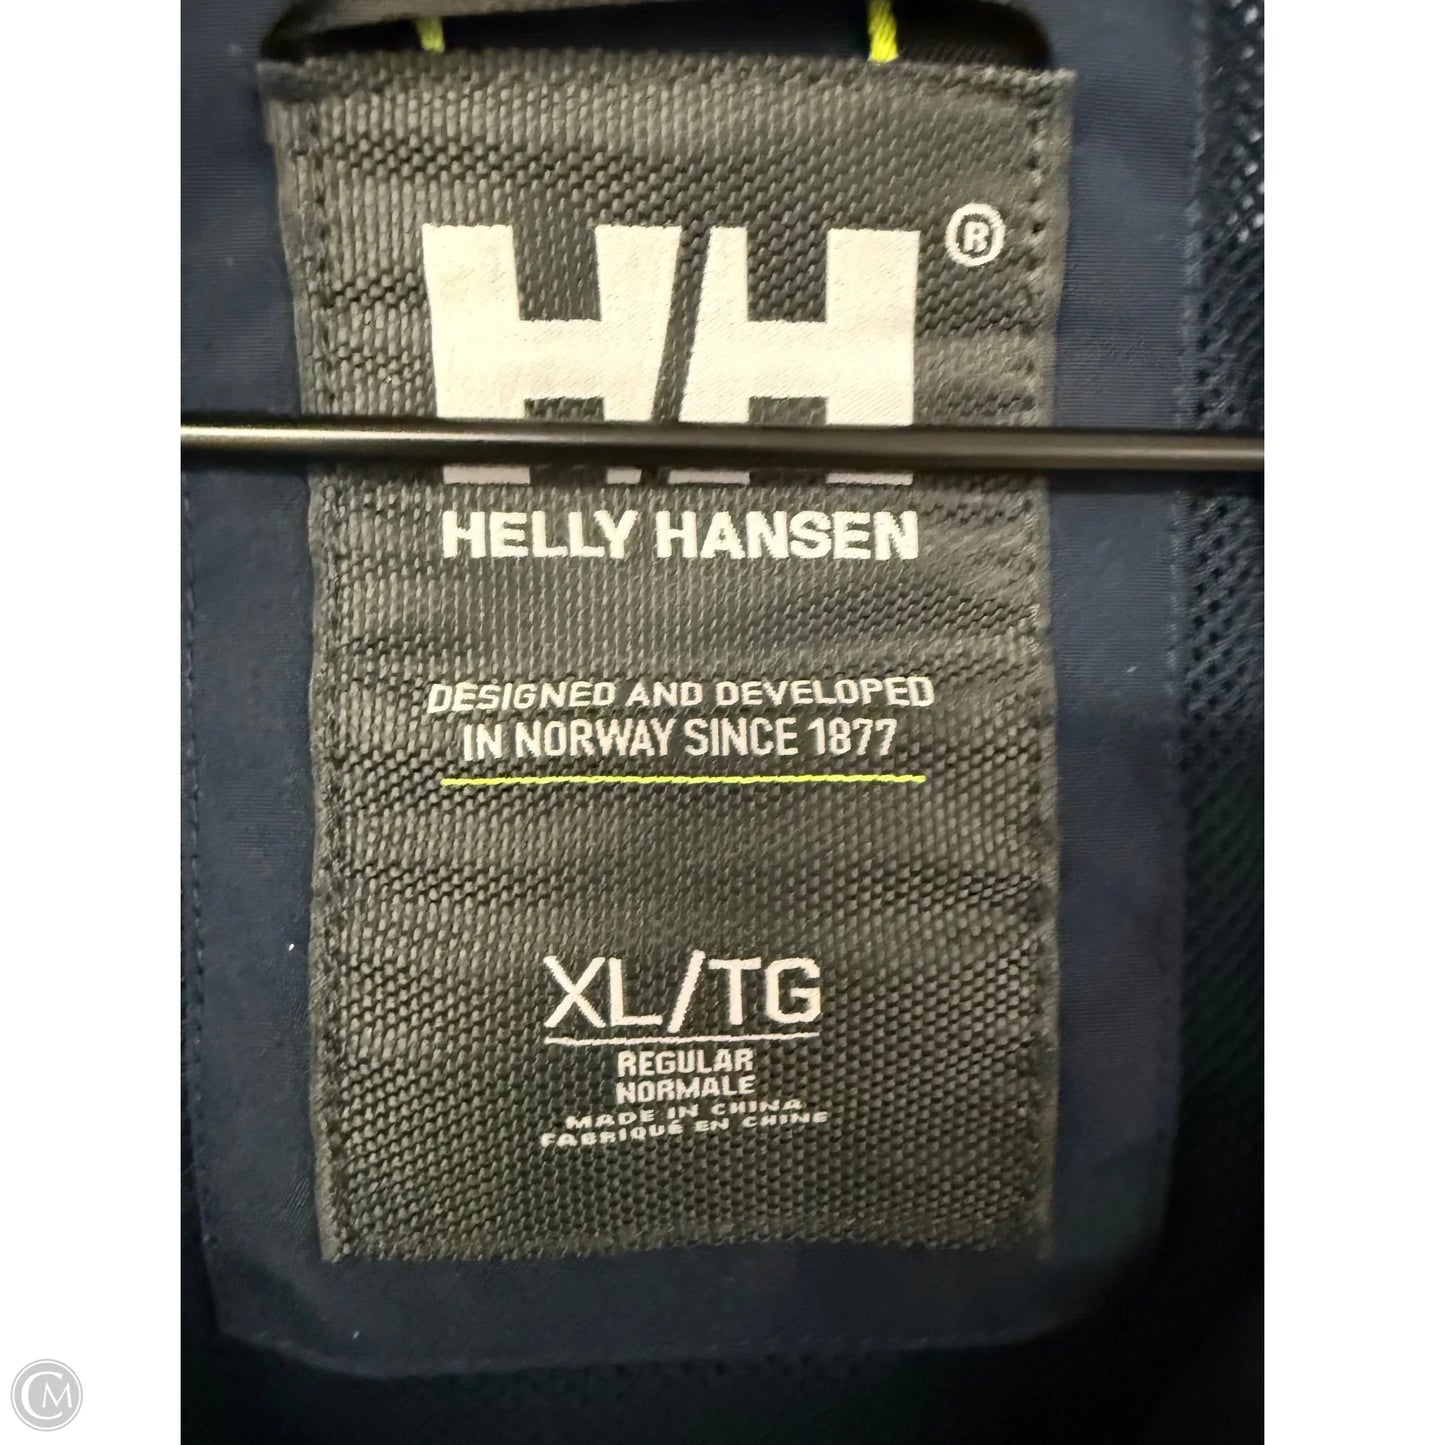 HH®
HELLY HANSEN
DESIGNED AND DEVELOPED
IN NORWAY SINCE 1877
XL/TG
REGULAR
NORMALE
MADE IN CHINA
FABRIQUÉ EN CHINE
CM